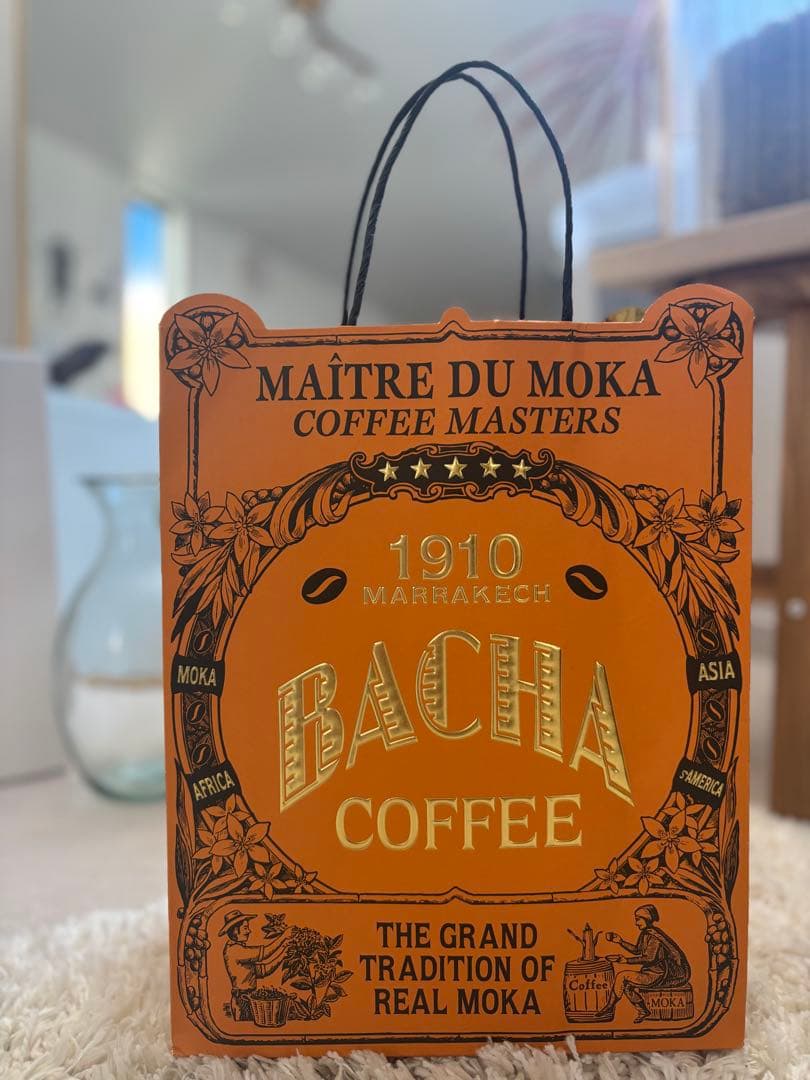 MAÎTRE DU MOKA
COFFEE MASTERS
1910
MARRAKECH
BACHA
COFFEE
MOKA
ASIA
AFRICA
S.AMERICA
THE GRAND
TRADITION OF
REAL MOKA
Coffee
MOKA